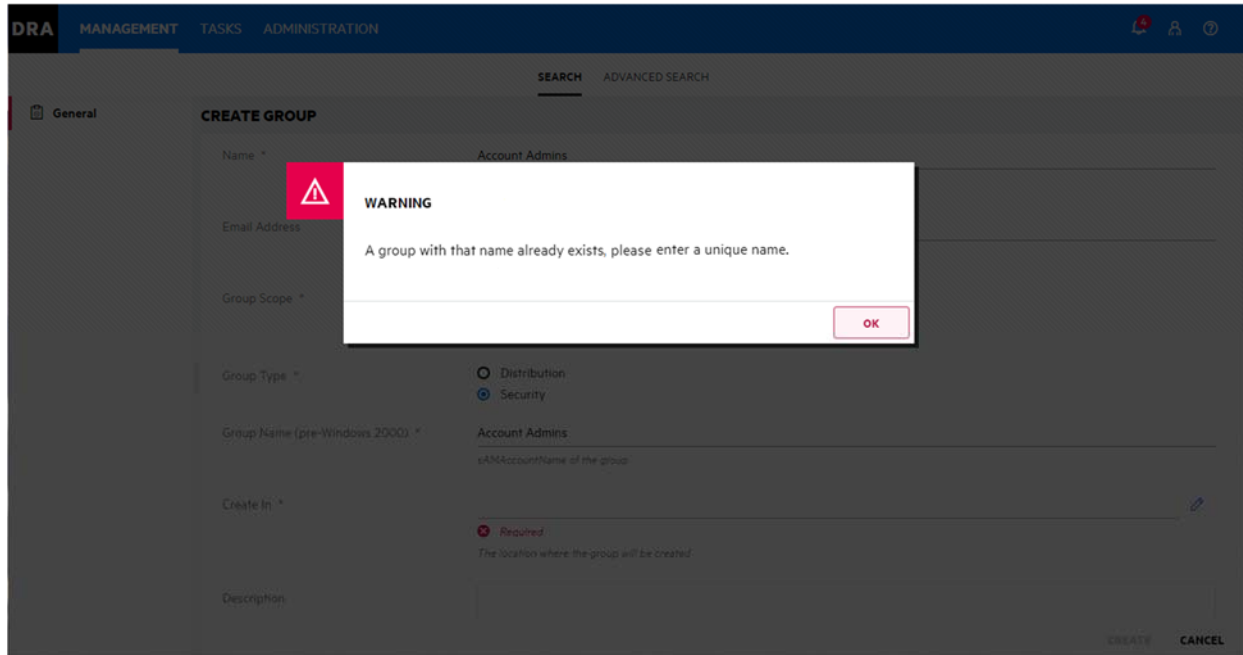 DRA MANAGEMENT TASKS ADMINISTRATION 4
SEARCH ADVANCED SEARCH
General
CREATE GROUP
Name * Account Admins
WARNING
Email Address
A group with that name already exists, please enter a unique name.
Group Scope *
OK
Group Type * Distribution
Security
Group Name (pre-Windows 2000) * Account Admins
sAMAccountName of the group
Create In *
Required
The location where the group will be created
Description
CREATE CANCEL